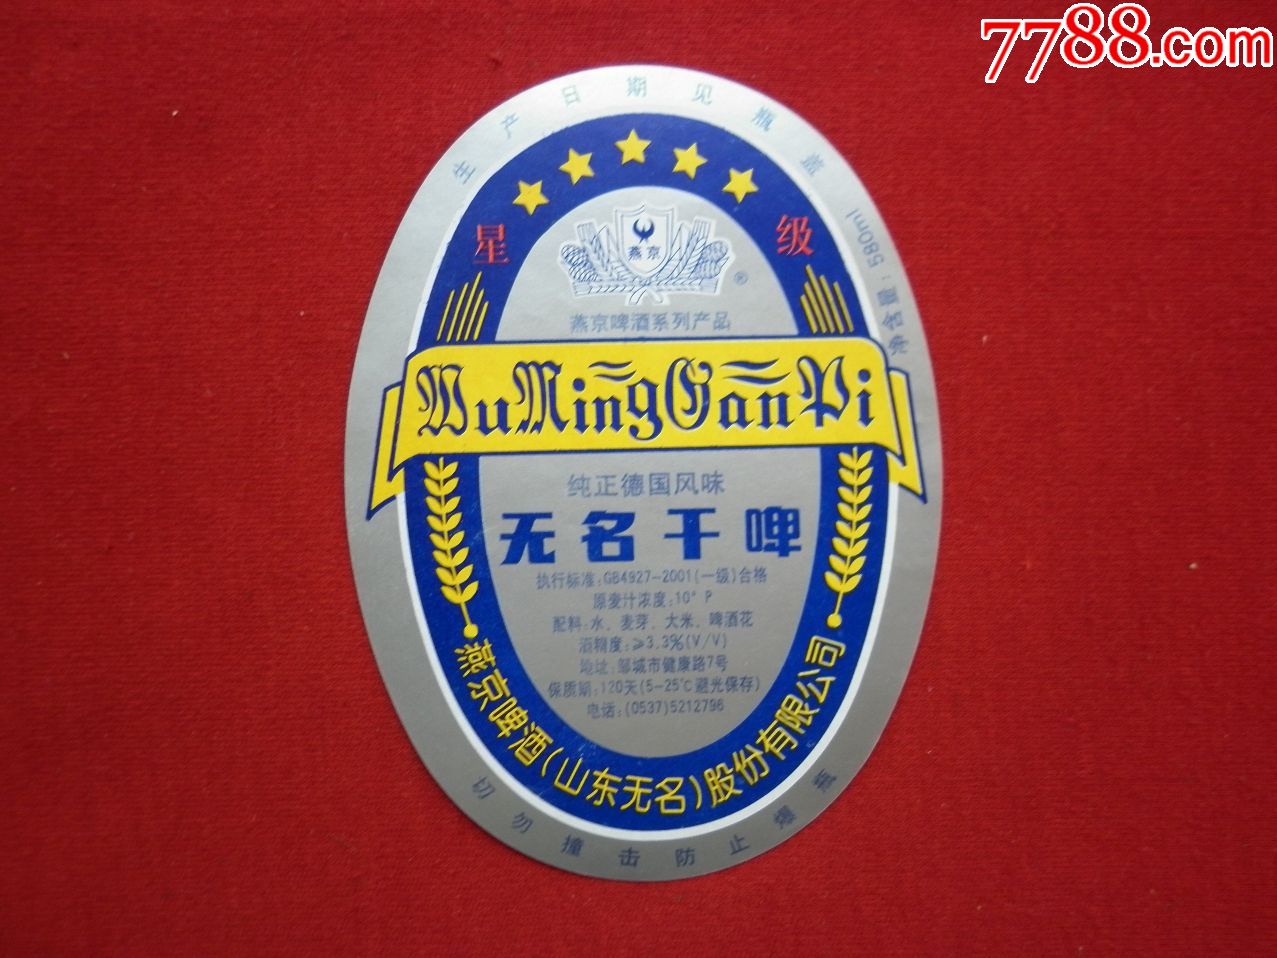 7788.com
生产日期见瓶盖
净含量：580ml
星级
燕京
®
燕京啤酒系列产品
WuMingGanPi
纯正德国风味
无名干啤
执行标准:GB4927-2001(一级)合格
原麦汁浓度:10°P
配料:水、麦芽、大米、啤酒花
酒精度:≥3.3%(V/V)
地址:邹城市健康路7号
保质期:120天(5-25℃避光保存)
电话:(0537)5212796
燕京啤酒(山东无名)股份有限公司
切勿撞击防止爆瓶